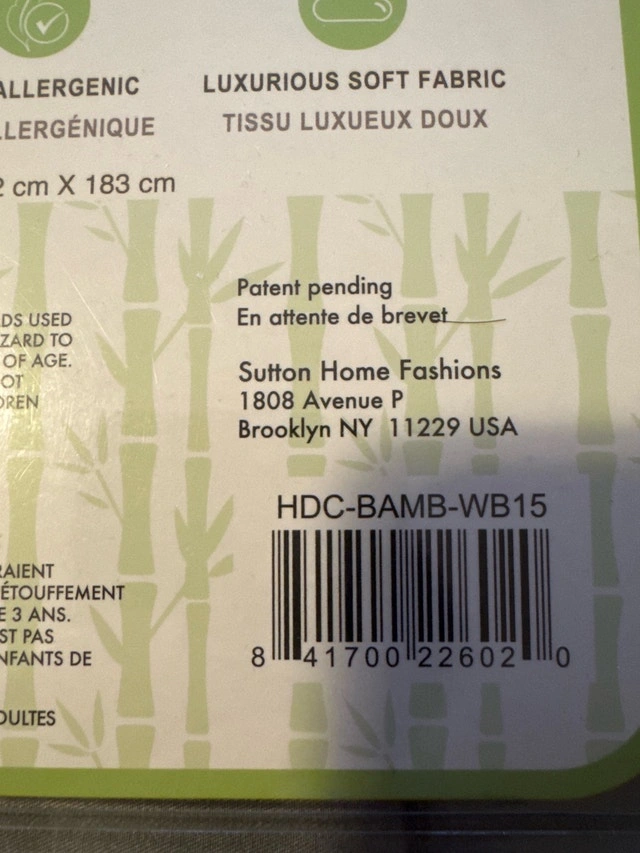 ALLERGENIC
LLERGÉNIQUE
LUXURIOUS SOFT FABRIC
TISSU LUXUEUX DOUX
2 cm X 183 cm
DS USED
ZARD TO
OF AGE.
OT
DREN
Patent pending
En attente de brevet
Sutton Home Fashions
1808 Avenue P
Brooklyn NY 11229 USA
RAIENT
ÉTOUFFEMENT
E 3 ANS.
ST PAS
NFANTS DE
DULTES
HDC-BAMB-WB15
8 41700 22602 0